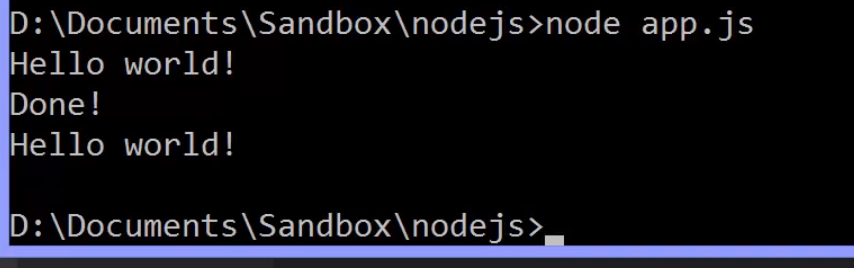 D:\Documents\Sandbox\nodejs>node app.js
Hello world!
Done!
Hello world!
D:\Documents\Sandbox\nodejs>